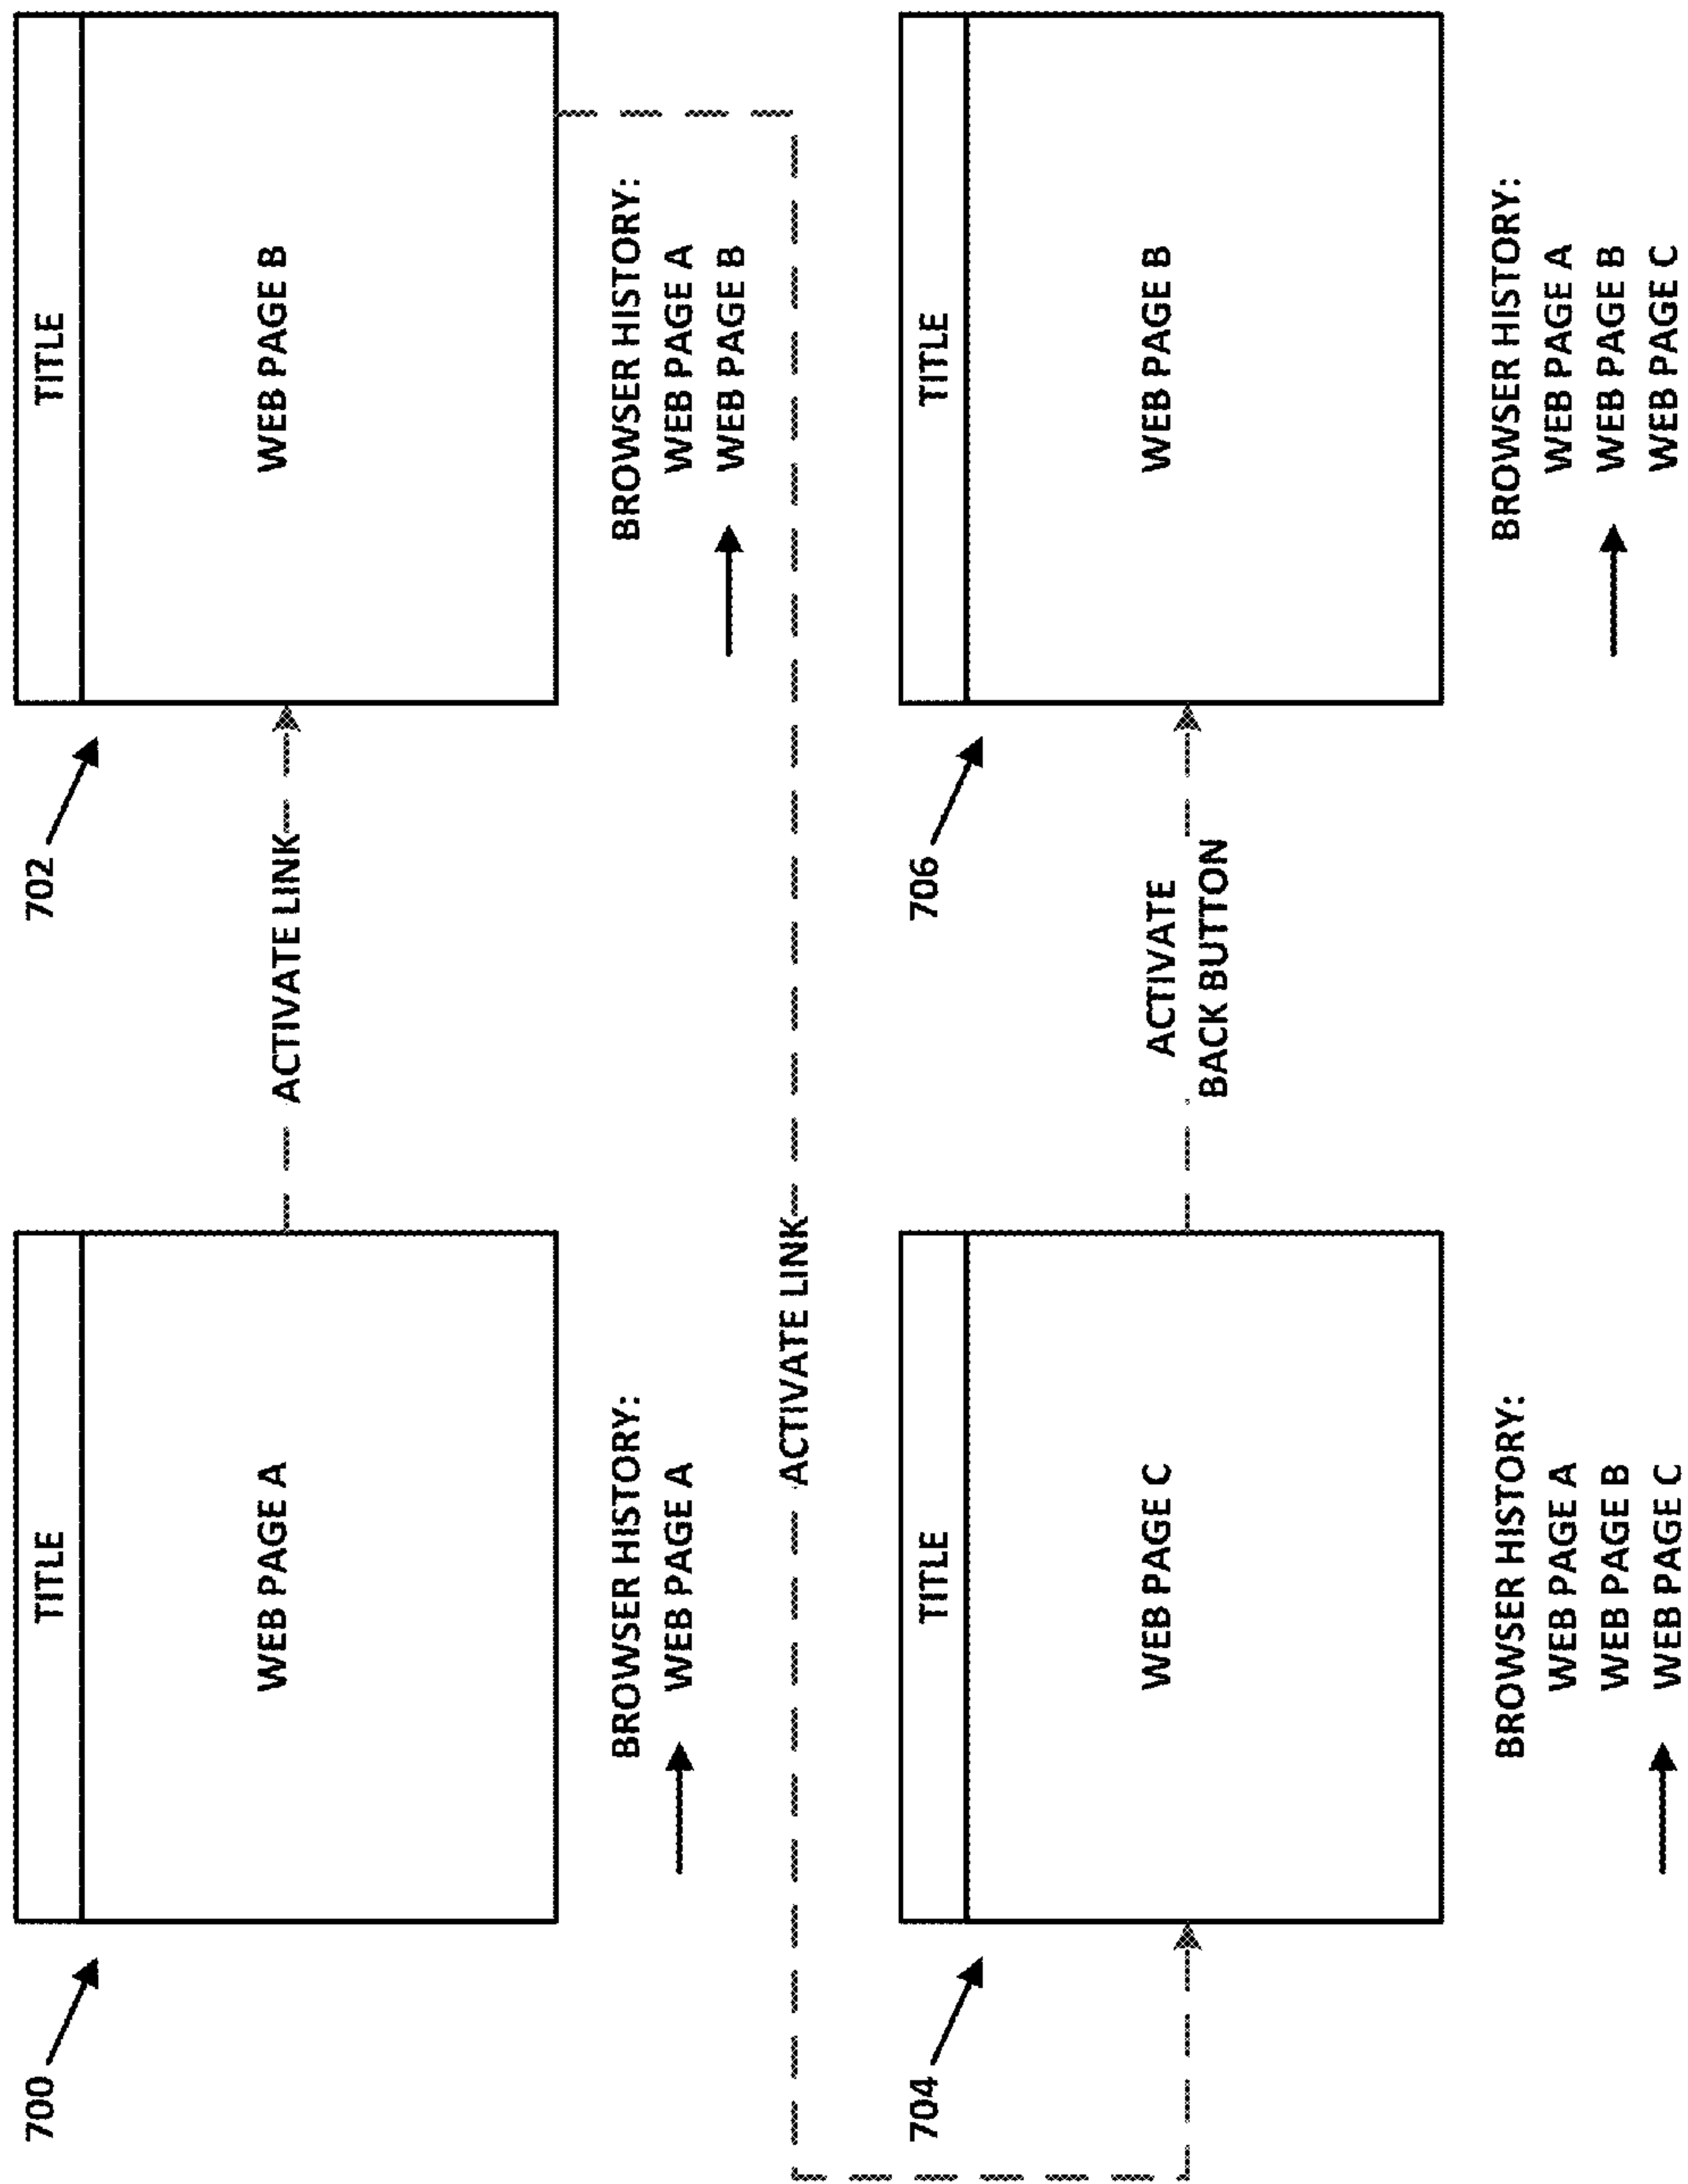 700
TITLE
WEB PAGE A
BROWSER HISTORY:
WEB PAGE A
ACTIVATE LINK
702
TITLE
WEB PAGE B
BROWSER HISTORY:
WEB PAGE A
WEB PAGE B
ACTIVATE LINK
704
TITLE
WEB PAGE C
BROWSER HISTORY:
WEB PAGE A
WEB PAGE B
WEB PAGE C
ACTIVATE
BACK BUTTON
706
TITLE
WEB PAGE B
BROWSER HISTORY:
WEB PAGE A
WEB PAGE B
WEB PAGE C